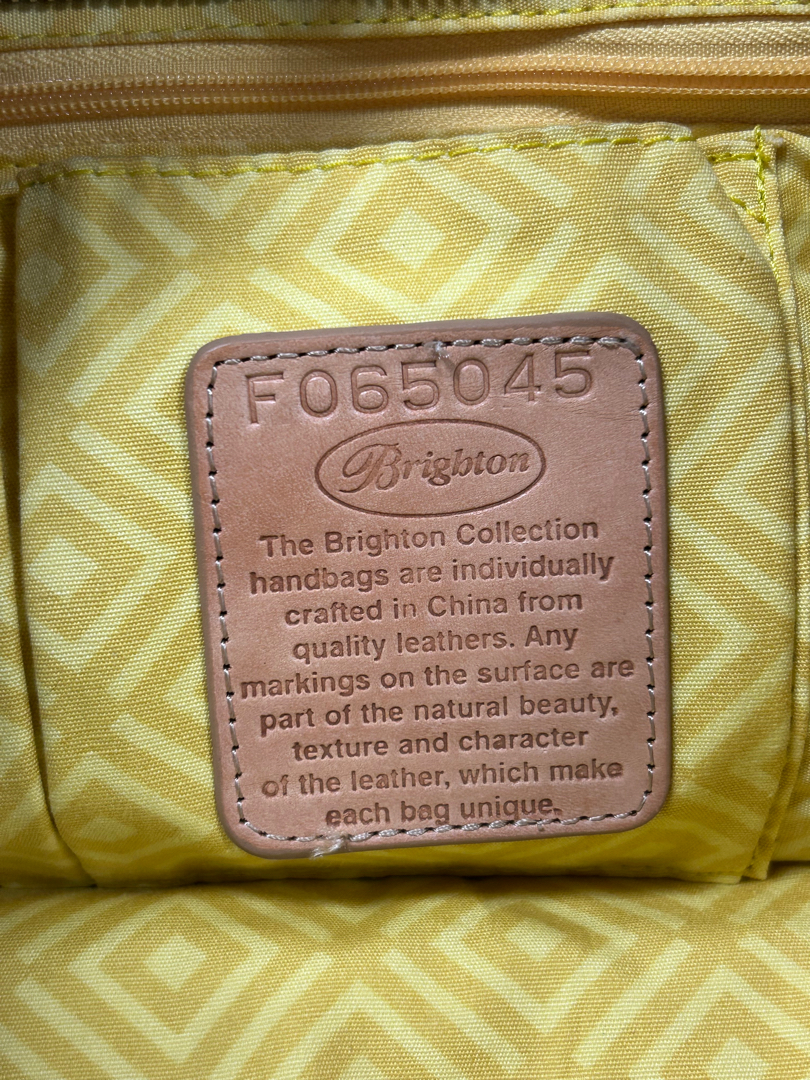 F065045
Brighton
The Brighton Collection
handbags are individually
crafted in China from
quality leathers. Any
markings on the surface are
part of the natural beauty,
texture and character
of the leather, which make
each bag unique.